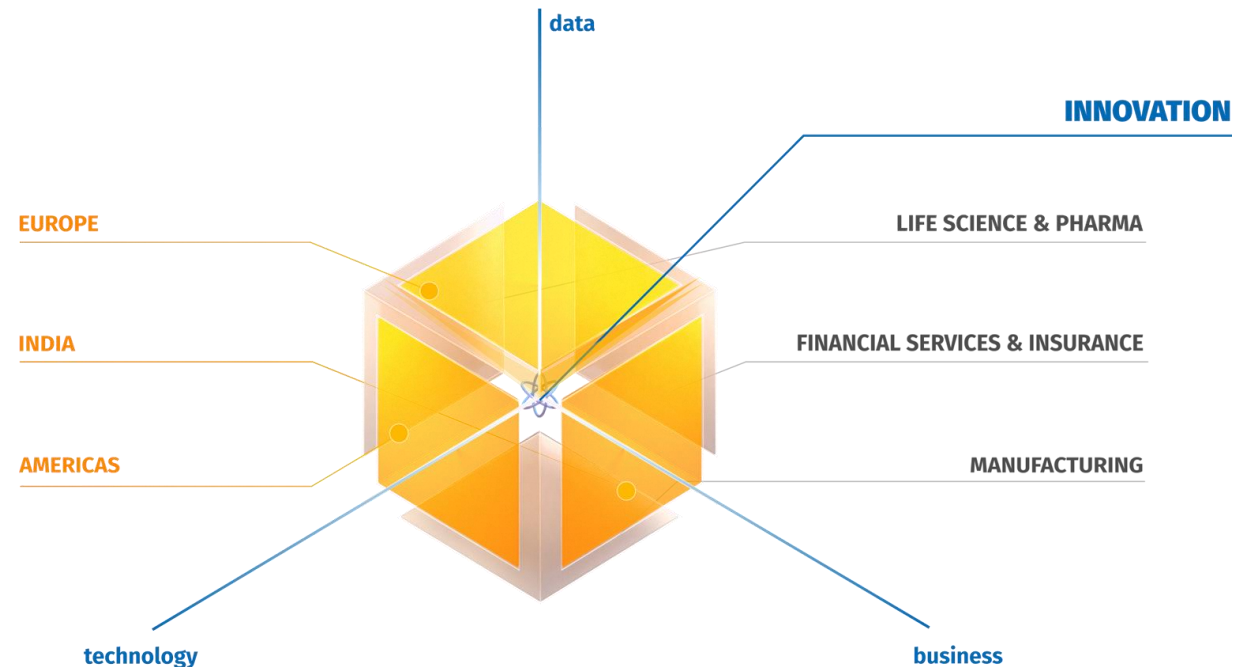 data
INNOVATION
EUROPE
LIFE SCIENCE & PHARMA
INDIA
FINANCIAL SERVICES & INSURANCE
AMERICAS
MANUFACTURING
technology
business